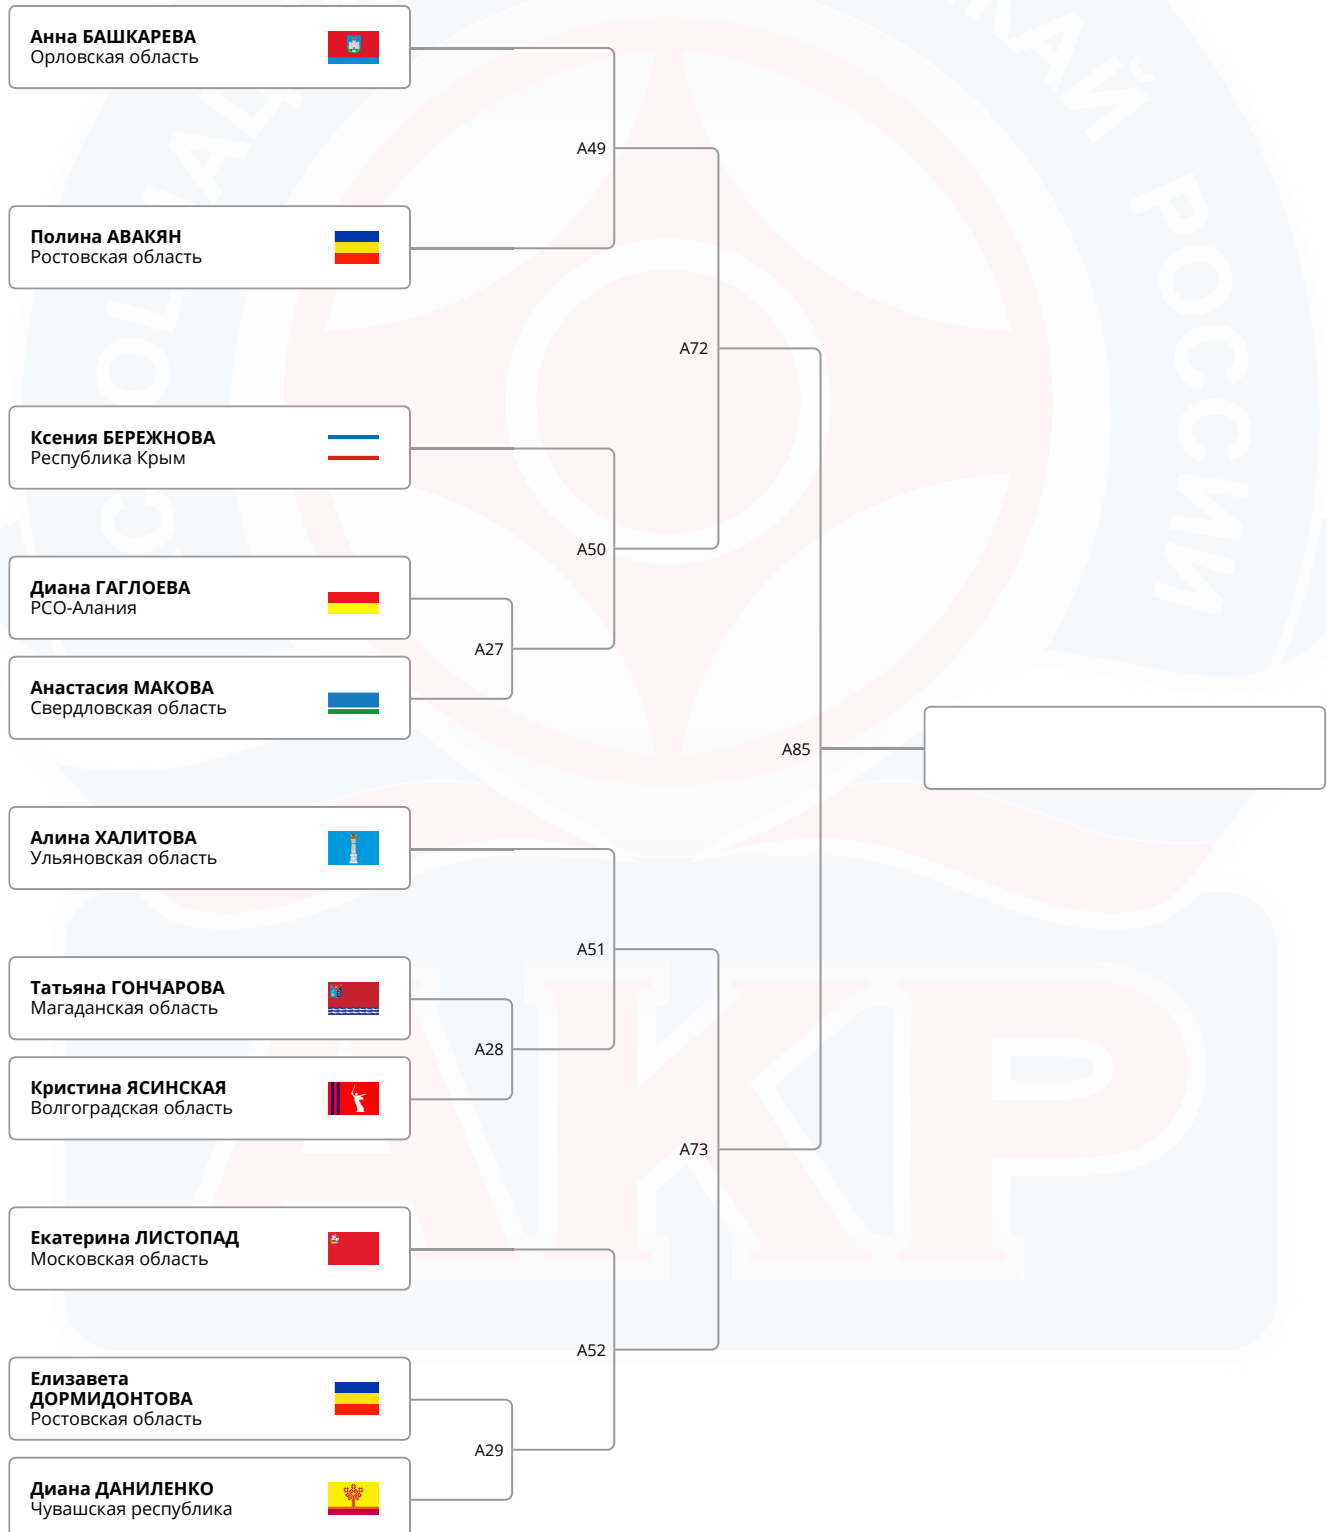 Анна БАШКАРЕВА
Орловская область
A49
Полина АВАКЯН
Ростовская область
A72
Ксения БЕРЕЖНОВА
Республика Крым
A50
Диана ГАГЛОЕВА
РСО-Алания
A27
Анастасия МАКОВА
Свердловская область
A85
Алина ХАЛИТОВА
Ульяновская область
A51
Татьяна ГОНЧАРОВА
Магаданская область
A28
Кристина ЯСИНСКАЯ
Волгоградская область
A73
Екатерина ЛИСТОПАД
Московская область
A52
Елизавета
ДОРМИДОНТОВА
Ростовская область
A29
Диана ДАНИЛЕНКО
Чувашская республика
РОССИИ
АКР